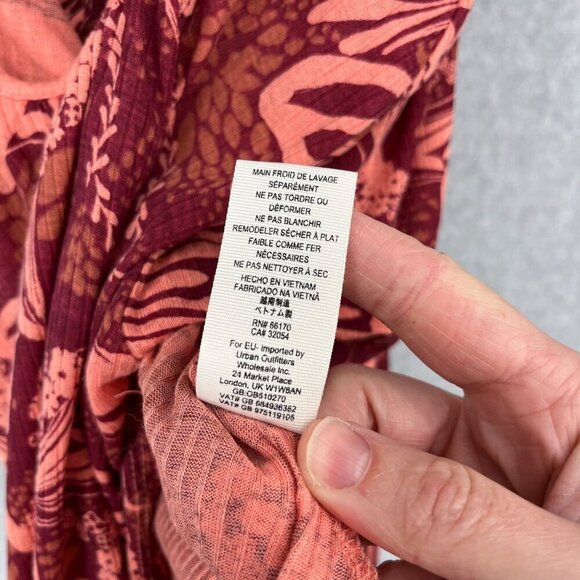 MAIN FROID DE LAVAGE
SÉPARÉMENT
NE PAS TORDRE OU
DÉFORMER
NE PAS BLANCHIR
REMODELER SÉCHER À PLAT
FAIBLE COMME FER
NÉCESSAIRES
NE PAS NETTOYER À SEC
HECHO EN VIETNAM
FABRICADO NA VIETNÃ
越南制造
ベトナム製
RN# 66170
CA# 32054
For EU- imported by
Urban Outfitters
Wholesale Inc.
24 Market Place
London, UK W1W8AN
GB:OB510270
VAT# GB 684936362
VAT# GB 975119105